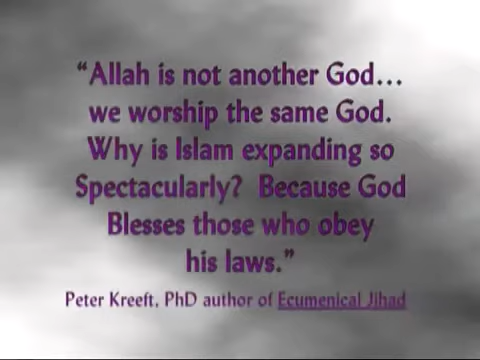 “Allah is not another God...
we worship the same God.
Why is Islam expanding so
Spectacularly? Because God
Blesses those who obey
his laws.”
Peter Kreeft, PhD author of Ecumenical Jihad